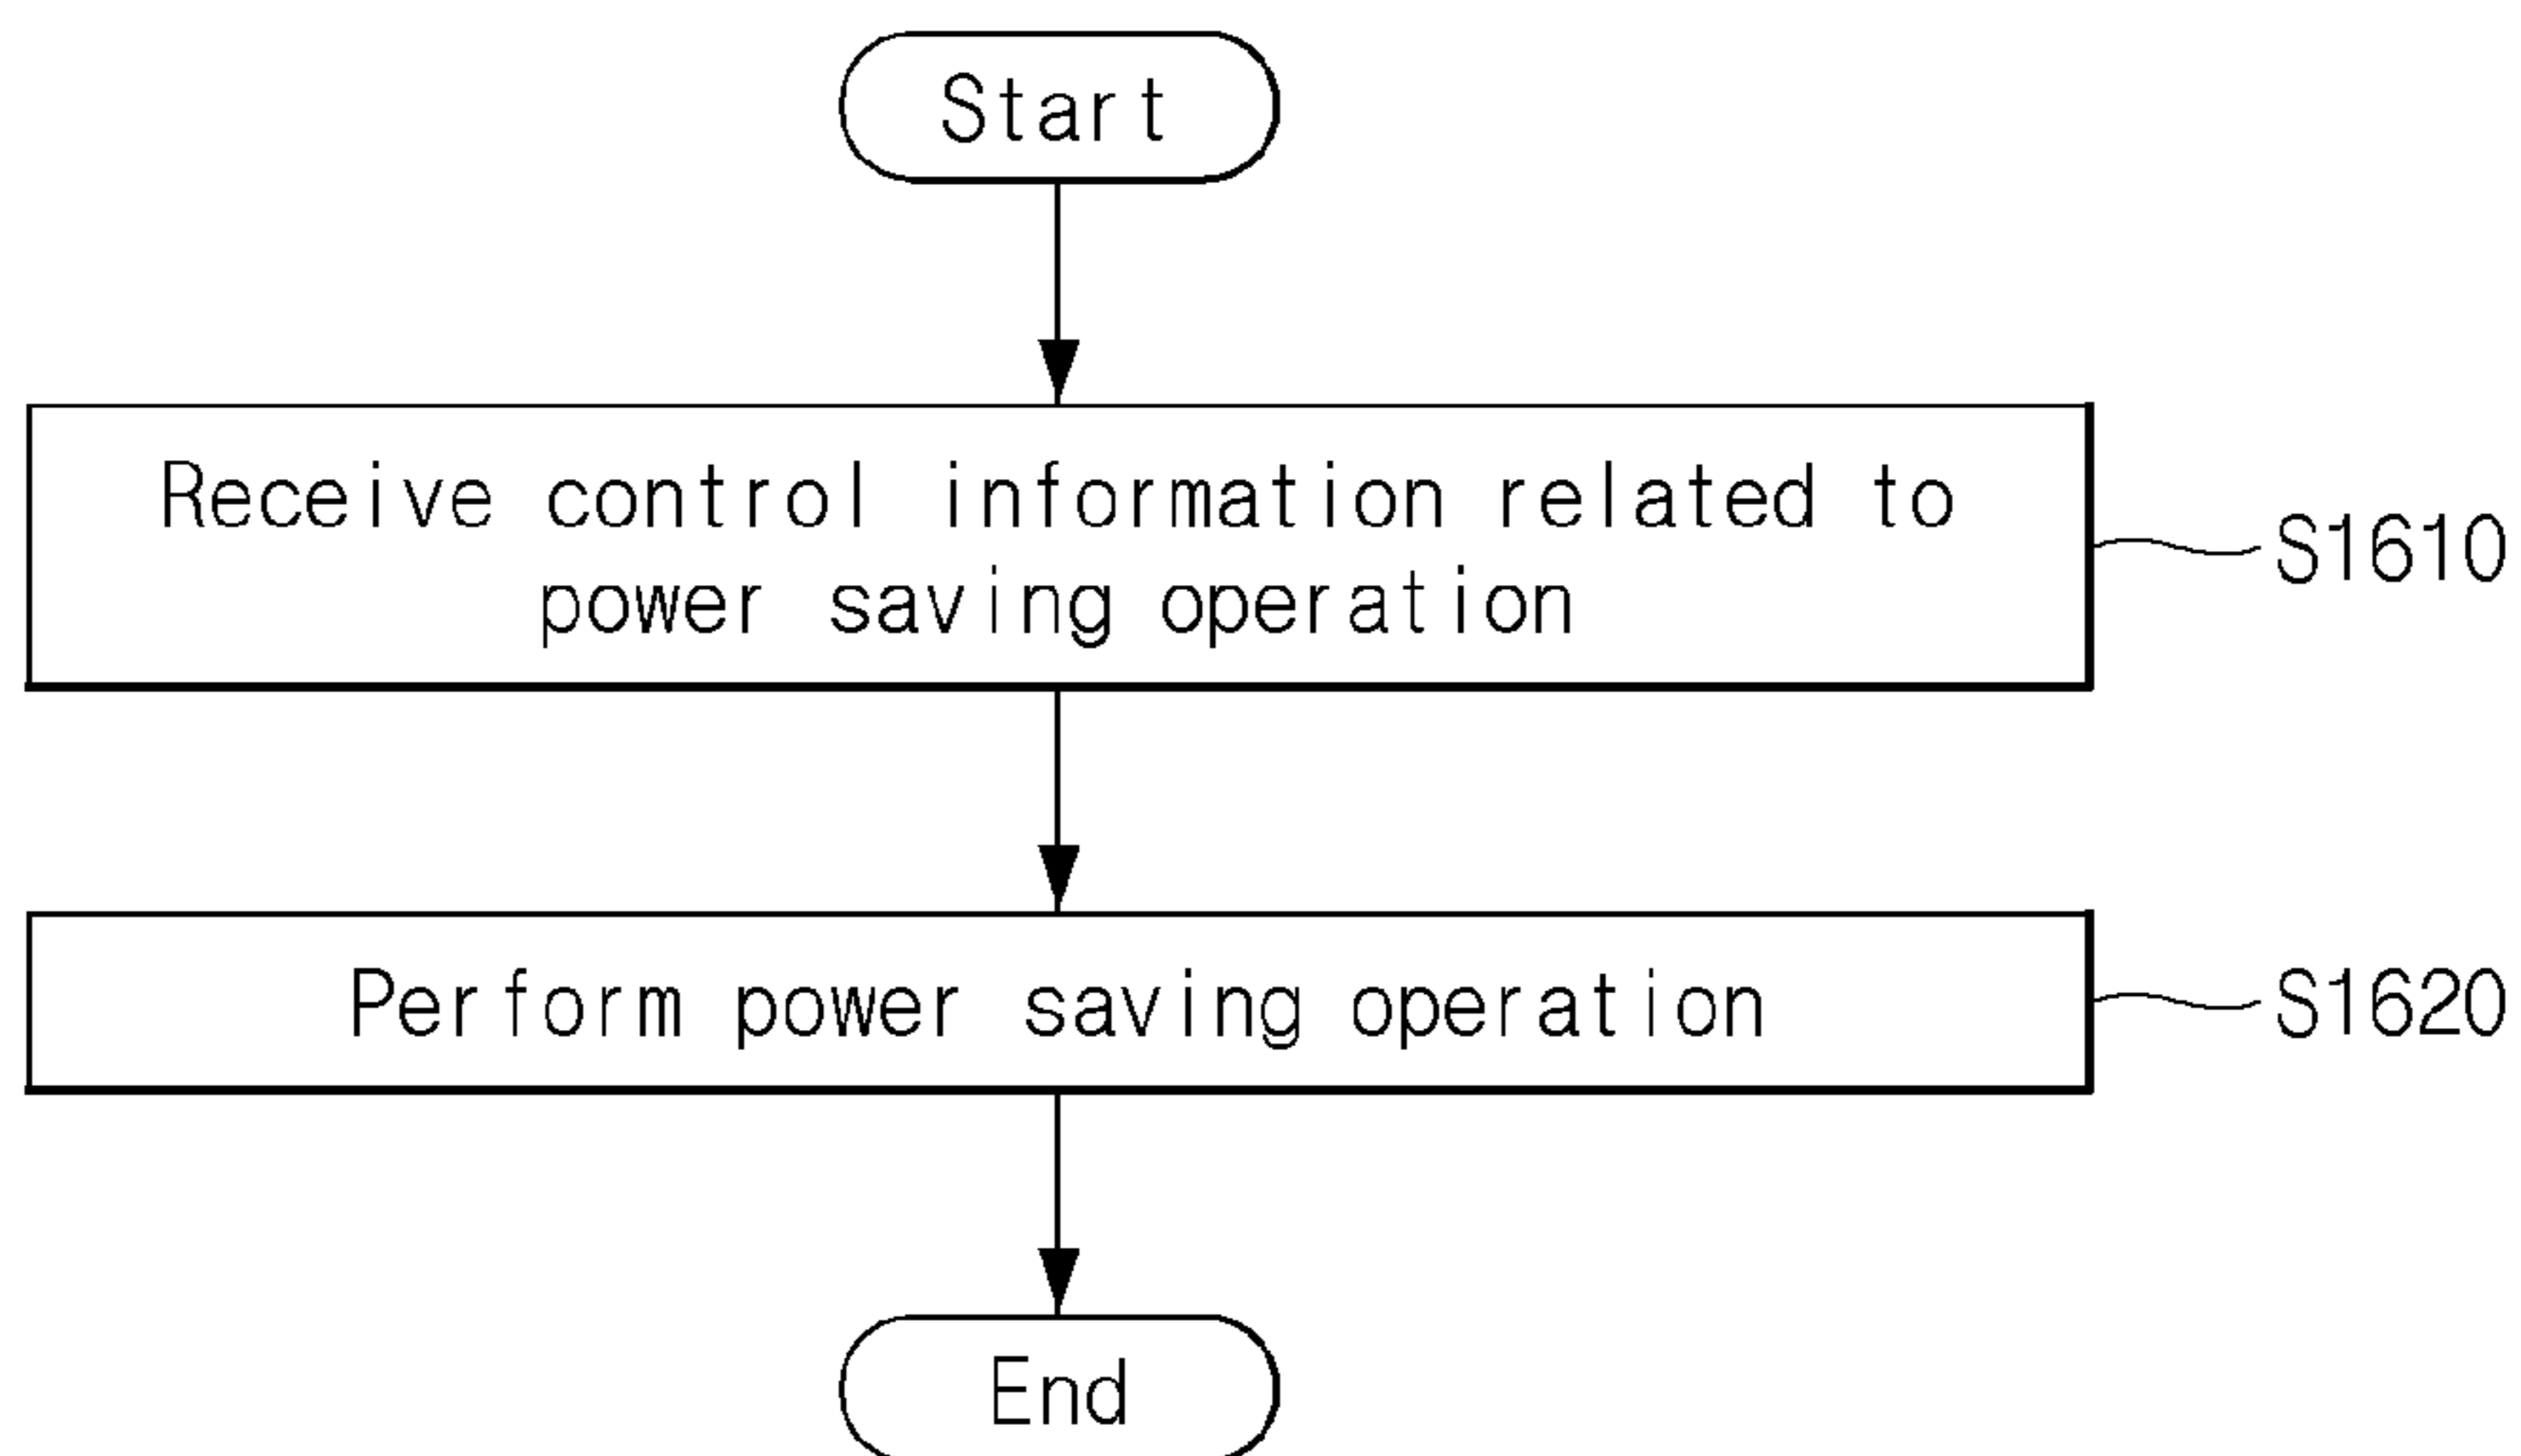 Start
Receive control information related to
power saving operation
S1610
Perform power saving operation
S1620
End